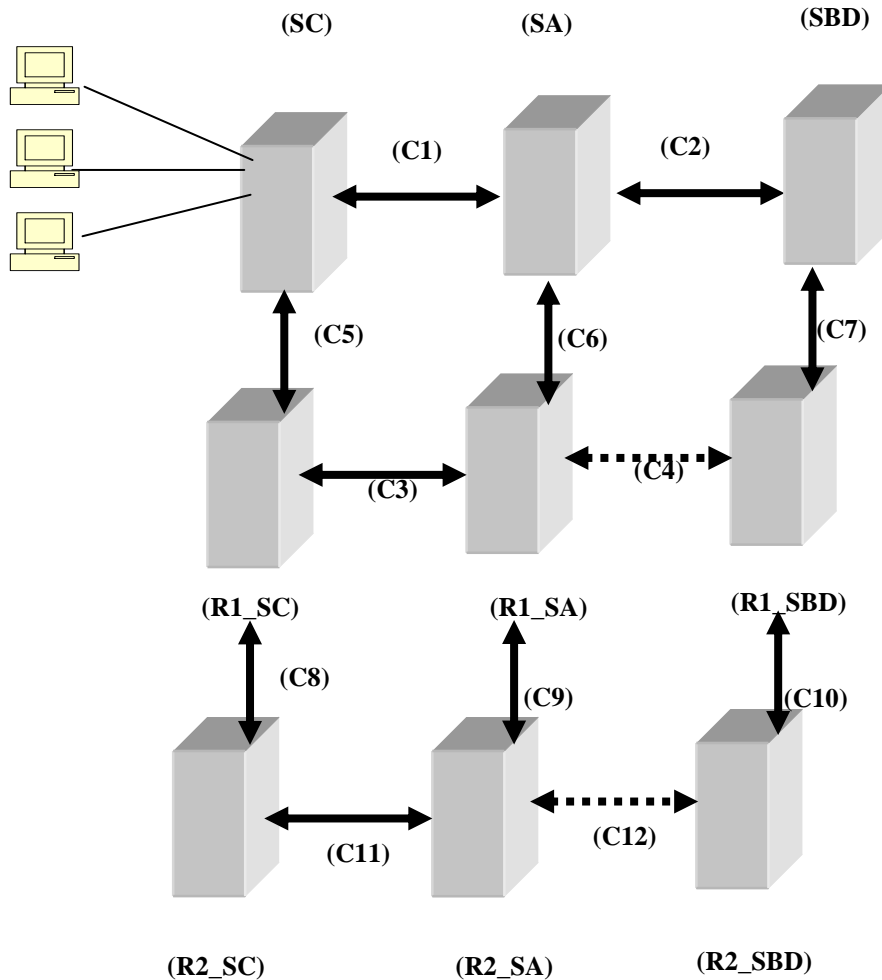 (SC) (SA) (SBD)
(C1) (C2)
(C5) (C6) (C7)
(C3) (C4)
(R1_SC) (R1_SA) (R1_SBD)
(C8) (C9) (C10)
(C11) (C12)
(R2_SC) (R2_SA) (R2_SBD)